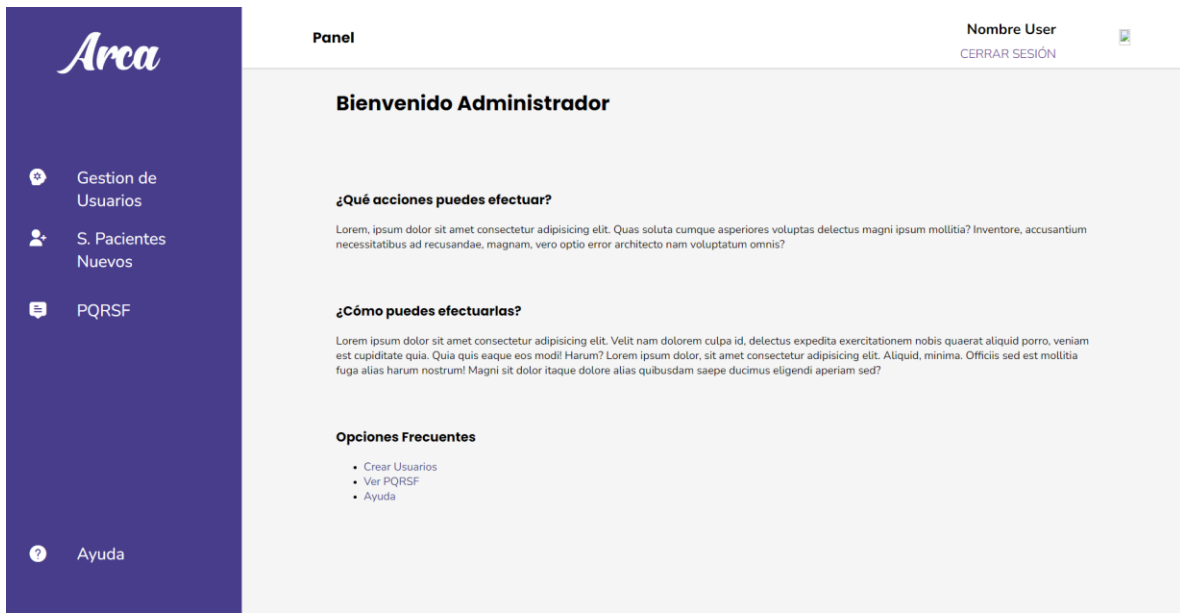 Arca
Gestion de
Usuarios
S. Pacientes
Nuevos
PQRSF
Ayuda
Panel
Nombre User
CERRAR SESIÓN
Bienvenido Administrador
¿Qué acciones puedes efectuar?
Lorem, ipsum dolor sit amet consectetur adipisicing elit. Quas soluta cumque asperiores voluptas delectus magni ipsum mollitia? Inventore, accusantium
necessitatibus ad recusandae, magnam, vero optio error architecto nam voluptatum omnis?
¿Cómo puedes efectuarlas?
Lorem ipsum dolor sit amet consectetur adipisicing elit. Velit nam dolorem culpa id, delectus expedita exercitationem nobis quaerat aliquid porro, veniam
est cupiditate quia. Quia quis eaque eos modi! Harum? Lorem ipsum dolor, sit amet consectetur adipisicing elit. Aliquid, minima. Officiis sed est mollitia
fuga alias harum nostrum! Magni sit dolor itaque dolore alias quibusdam saepe ducimus eligendi aperiam sed?
Opciones Frecuentes
• Crear Usuarios
• Ver PQRSF
• Ayuda